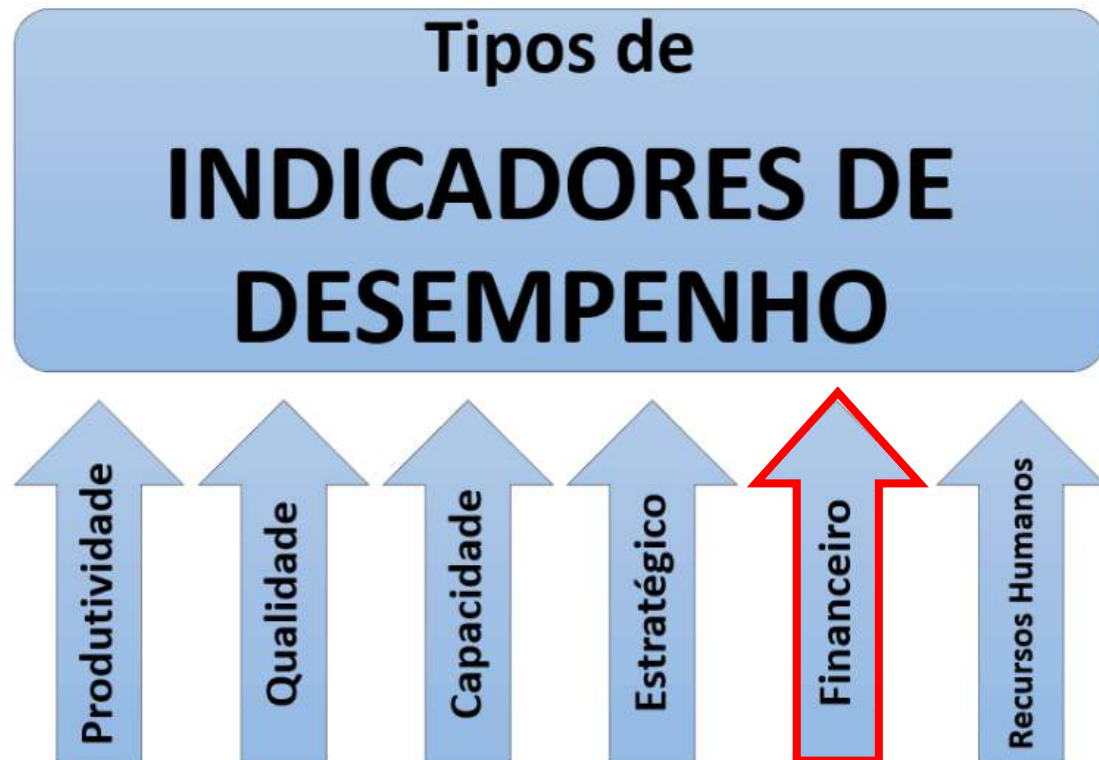 Tipos de
INDICADORES DE
DESEMPENHO
Produtividade
Qualidade
Capacidade
Estratégico
Financeiro
Recursos Humanos